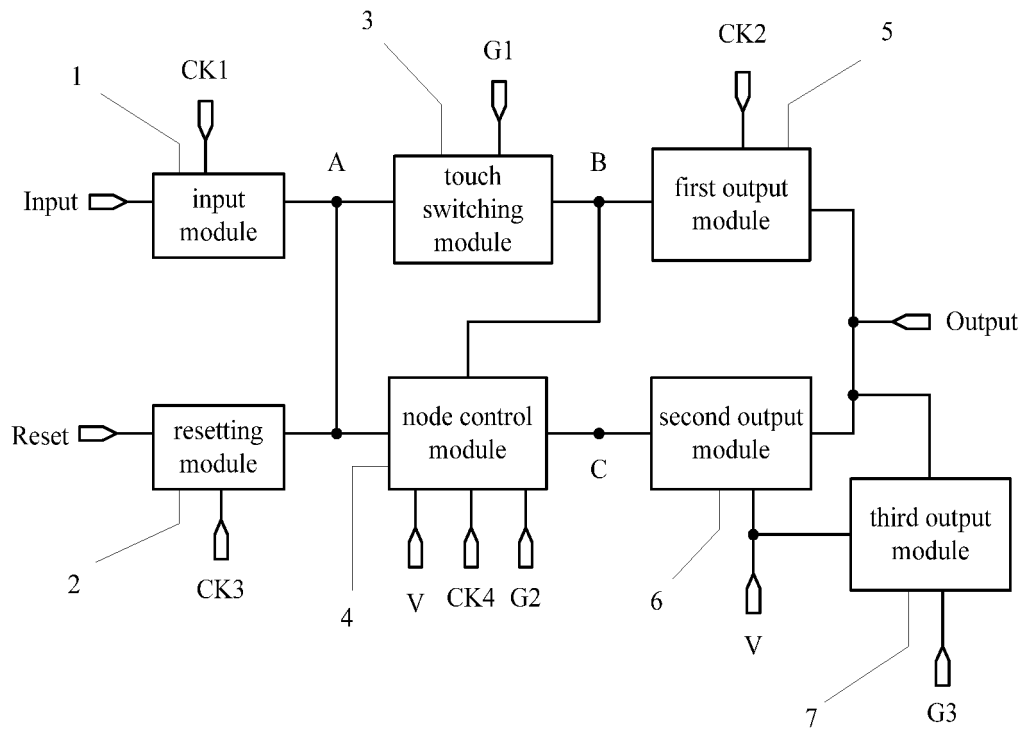 3
5
CK2
G1
1
CK1
A
B
touch
switching
module
first output
module
Input
input
module
Output
Reset
resetting
module
node control
module
second output
module
C
third output
module
2
CK3
4
V
CK4
G2
6
V
7
G3